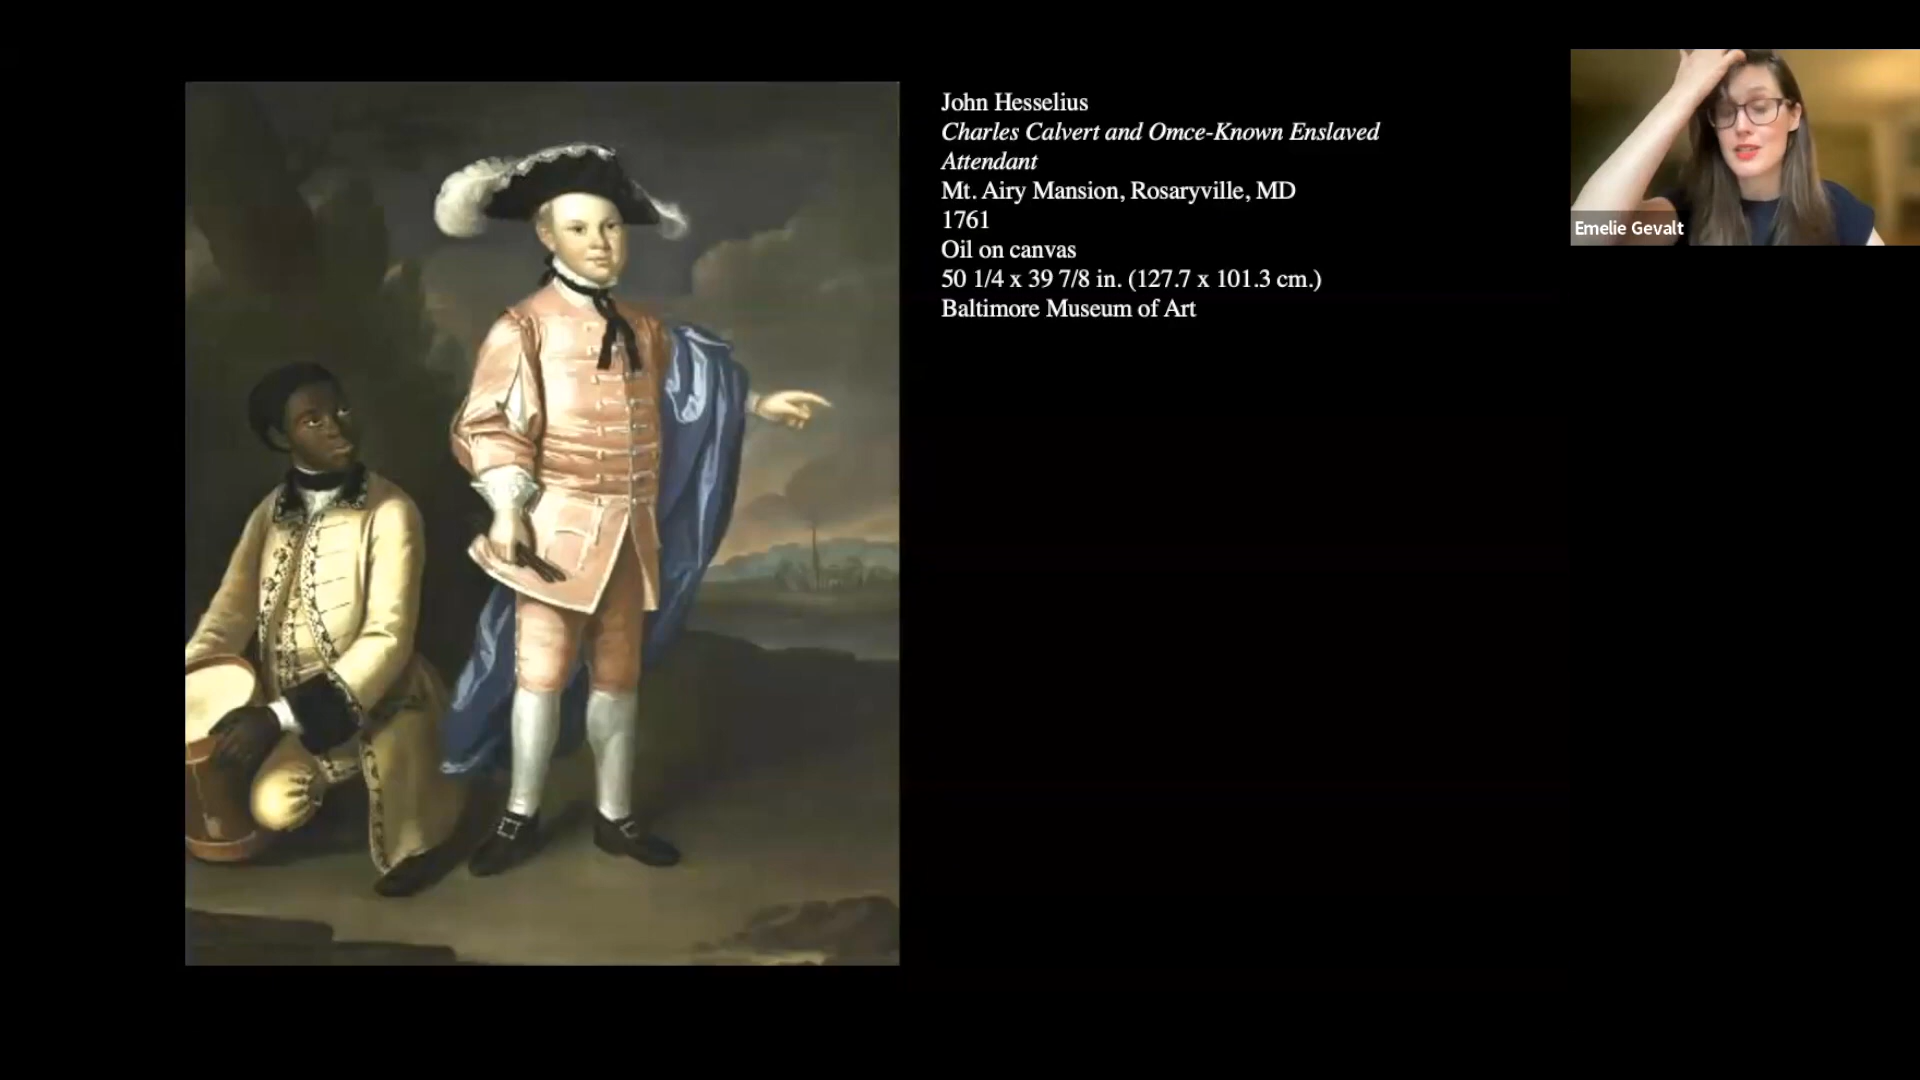 John Hesselius
Charles Calvert and Omce-Known Enslaved
Attendant
Mt. Airy Mansion, Rosaryville, MD
1761
Oil on canvas
50 1/4 x 39 7/8 in. (127.7 x 101.3 cm.)
Baltimore Museum of Art
Emelie Gevalt